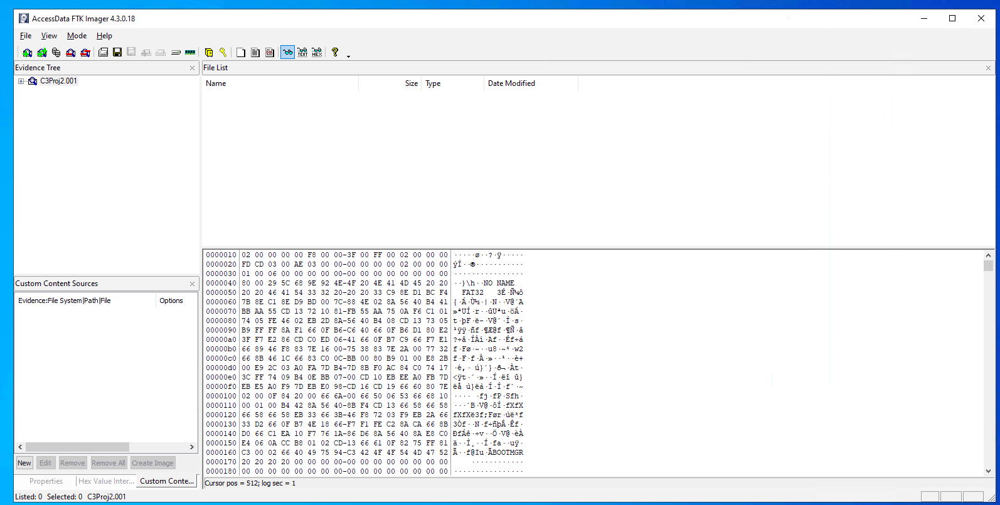 AccessData FTK Imager 4.3.0.18
File View Mode Help
Evidence Tree
File List
C3Proj2.001
Name Size Type Date Modified
Custom Content Sources
Evidence:File System|Path|File Options
New Edit Remove Remove All Create Image
Properties Hex Value Inter... Custom Conte...
0000010 02 00 00 00 00 F8 00 00-3F 00 FF 00 02 00 00 00 ·····ø··?·ÿ·····
0000020 FD CD 03 00 AE 03 00 00-00 00 00 00 02 00 00 00 ýÍ··®···········
0000030 01 00 06 00 00 00 00 00-00 00 00 00 00 00 00 00 ················
0000040 80 00 29 5C 68 9E 92 4E-4F 20 4E 41 4D 45 20 20 ··)\h··NO NAME
0000050 20 20 46 41 54 33 32 20-20 20 33 C9 8E D1 BC F4 FAT32   3É·Ñ¼ô
0000060 7B 8E C1 8E D9 BD 00 7C-88 4E 02 8A 56 40 B4 41 {·Á·Ù½·|·N··V@´A
0000070 BB AA 55 CD 13 72 10 81-FB 55 AA 75 0A F6 C1 01 »ªUÍ·r··ûUªu·öÁ·
0000080 74 05 FE 46 02 EB 2D 8A-56 40 B4 08 CD 13 73 05 t·þF·ë-·V@´·Í·s·
0000090 B9 FF FF 8A F1 66 0F B6-C6 40 66 0F B6 D1 80 E2 ¹ÿÿ·ñf·¶Æ@f·¶Ñ·â
00000a0 3F F7 E2 86 CD C0 ED 06-41 66 0F B7 C9 66 F7 E1 ?÷â·ÍÀí·Af··Éf÷á
00000b0 66 89 46 F8 83 7E 16 00-75 38 83 7E 2A 00 77 32 f·Fø·~··u8·~*·w2
00000c0 66 8B 46 1C 66 83 C0 0C-BB 00 80 B9 01 00 E8 2B f·F·f·À·»··¹··è+
00000d0 00 E9 2C 03 A0 FA 7D B4-7D 8B F0 AC 84 C0 74 17 ·é,· ú}´}·ð¬·Àt·
00000e0 3C FF 74 09 B4 0E BB 07-00 CD 10 EB EE A0 FB 7D <ÿt·´·»··Í·ëî û}
00000f0 EB E5 A0 F9 7D EB E0 98-CD 16 CD 19 66 60 80 7E ëå ù}ëà·Í·Í·f`·~
0000100 02 00 0F 84 20 00 66 6A-00 66 50 06 53 66 68 10 ···· ·fj·fP·Sfh·
0000110 00 01 00 B4 42 8A 56 40-8B F4 CD 13 66 58 66 58 ···´B·V@·ôÍ·fXfX
0000120 66 58 66 58 EB 33 66 3B-46 F8 72 03 F9 EB 2A 66 fXfXë3f;Før·ùë*f
0000130 33 D2 66 0F B7 4E 18 66-F7 F1 FE C2 8A CA 66 8B 3Òf··N·f÷ñþÂ·Êf·
0000140 D0 66 C1 EA 10 F7 76 1A-86 D6 8A 56 40 8A E8 C0 ÐfÁê·÷v··Ö·V@·èÀ
0000150 E4 06 0A CC B8 01 02 CD-13 66 61 0F 82 75 FF 81 ä··Ì¸··Í·fa··uÿ·
0000160 C3 00 02 66 40 49 75 94-C3 42 4F 4F 54 4D 47 52 Ã··f@Iu·ÃBOOTMGR
0000170 20 20 20 20 00 00 00 00-00 00 00 00 00 00 00 00 ············
0000180 00 00 00 00 00 00 00 00-00 00 00 00 00 00 00 00 ················
Cursor pos = 512; log sec = 1
Listed: 0 Selected: 0 C3Proj2.001